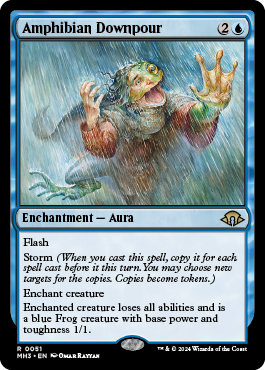 Amphibian Downpour 2
Enchantment — Aura
Flash
Storm (When you cast this spell, copy it for each
spell cast before it this turn.You may choose new
targets for the copies. Copies become tokens.)
Enchant creature
Enchanted creature loses all abilities and is
a blue Frog creature with base power and
toughness 1/1.
R 0051
MH3 • EN Omar Rayyan ™ & © 2024 Wizards of the Coast